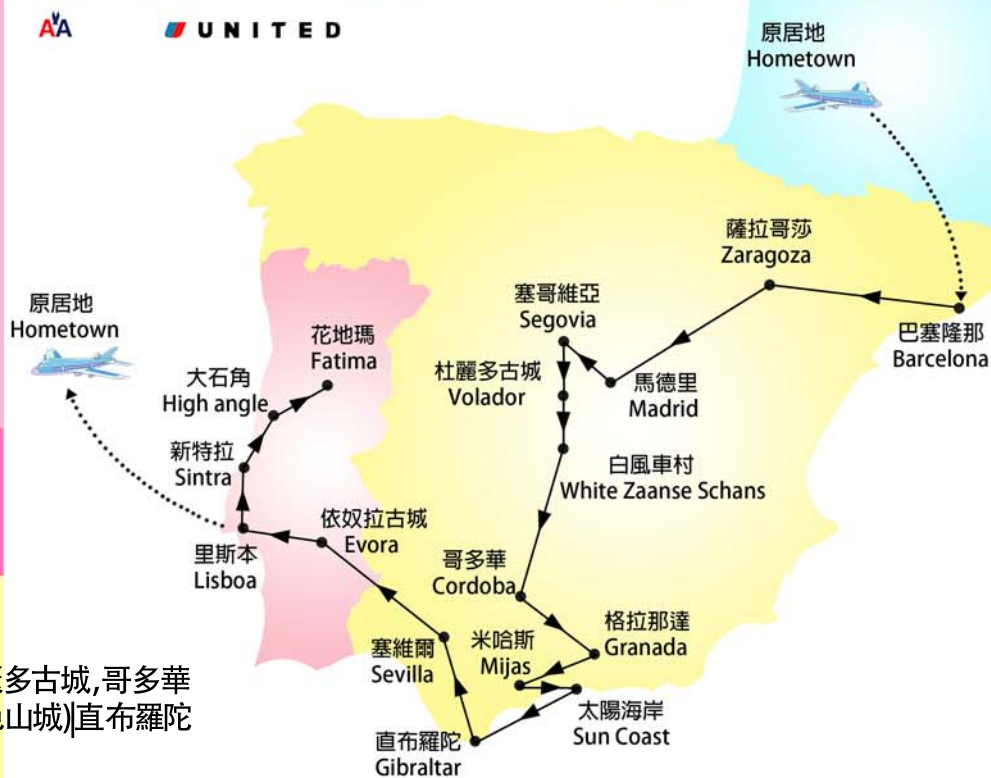 AA
UNITED
原居地
Hometown
薩拉哥莎
Zaragoza
巴塞隆那
Barcelona
塞哥維亞
Segovia
杜麗多古城
Volador
馬德里
Madrid
白風車村
White Zaanse Schans
原居地
Hometown
花地瑪
Fatima
大石角
High angle
新特拉
Sintra
里斯本
Lisboa
依奴拉古城
Evora
哥多華
Cordoba
格拉那達
Granada
米哈斯
Mijas
太陽海岸
Sun Coast
塞維爾
Sevilla
直布羅陀
Gibraltar
多古城,哥多華
山城)|直布羅陀